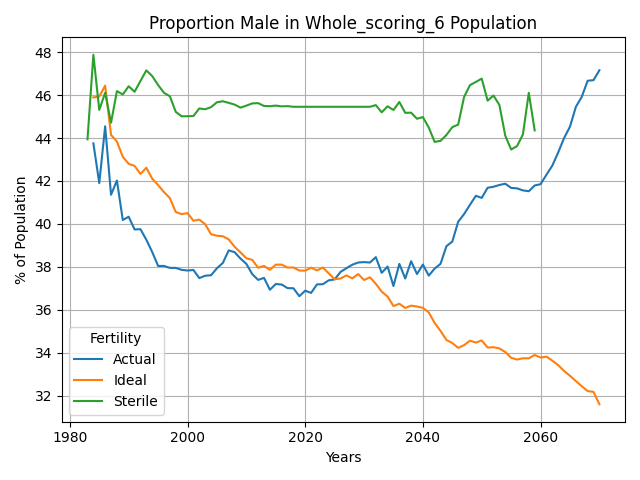 Proportion Male in Whole_scoring_6 Population
% of Population
48
46
44
42
40
38
36
34
32
Fertility
Actual
Ideal
Sterile
1980
2000
2020
2040
2060
Years